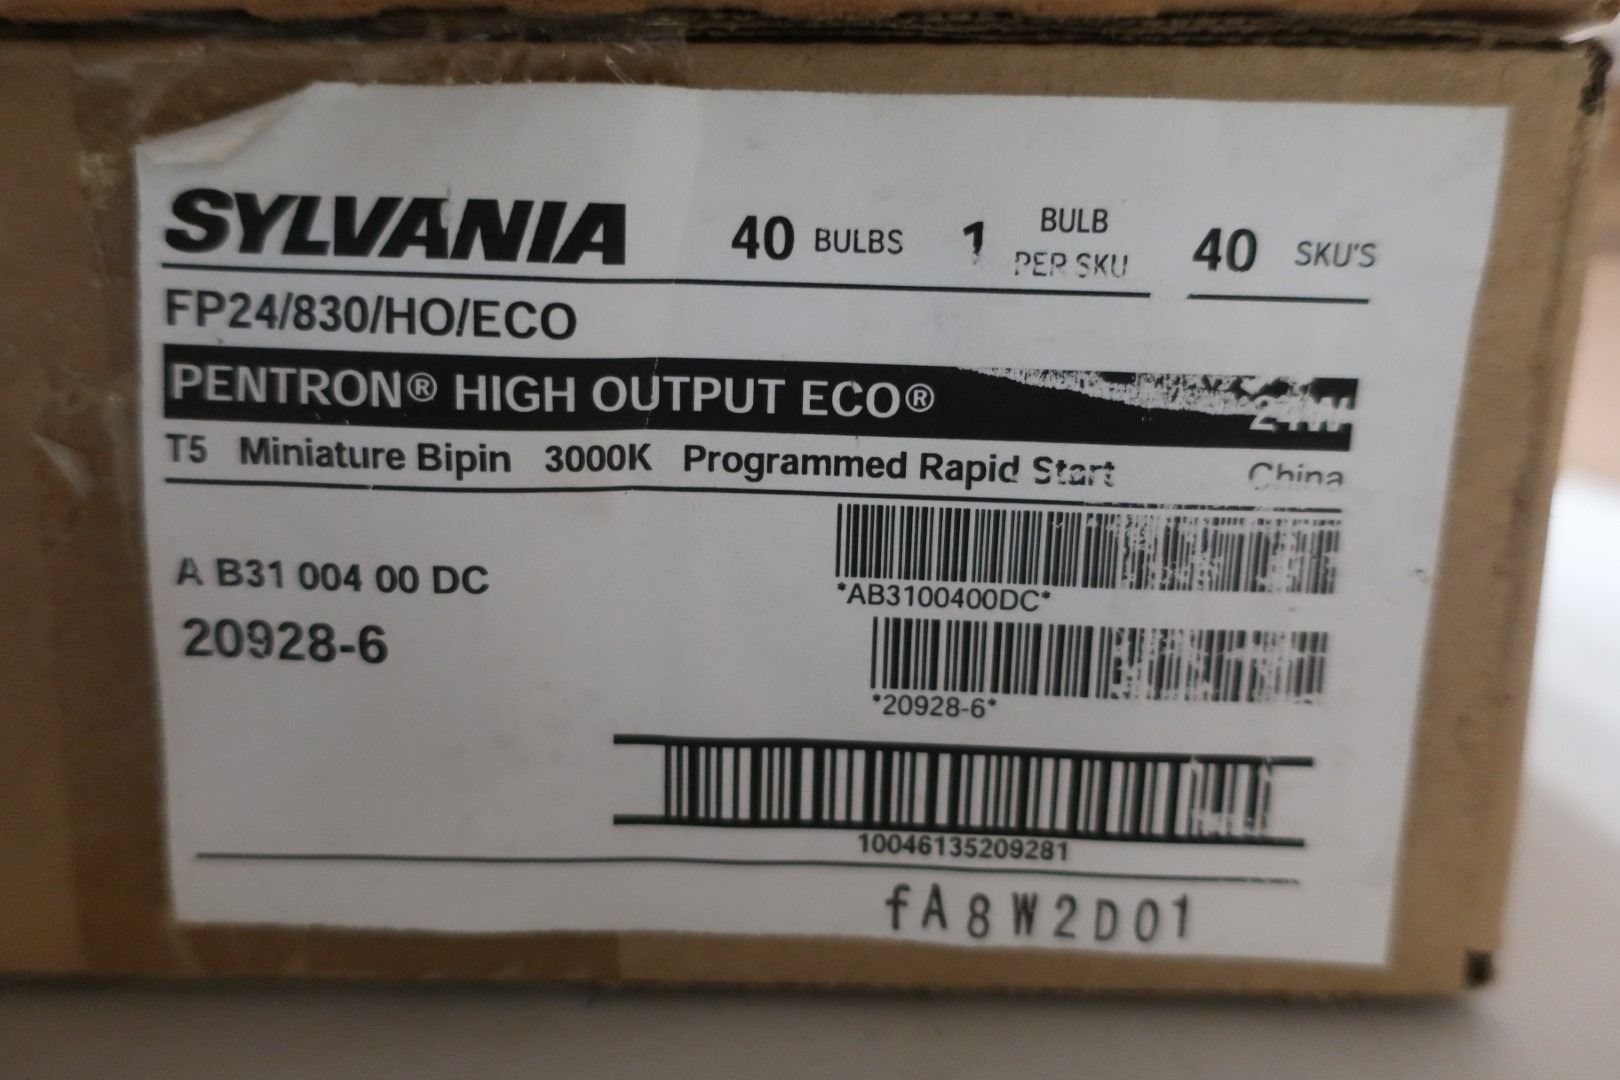 SYLVANIA 40 BULBS 1 BULB PER SKU 40 SKU'S
FP24/830/HO/ECO
PENTRON® HIGH OUTPUT ECO® 24W
T5 Miniature Bipin 3000K Programmed Rapid Start China
A B31 004 00 DC
*AB3100400DC*
20928-6
*20928-6*
10046135209281
fA8W2D01